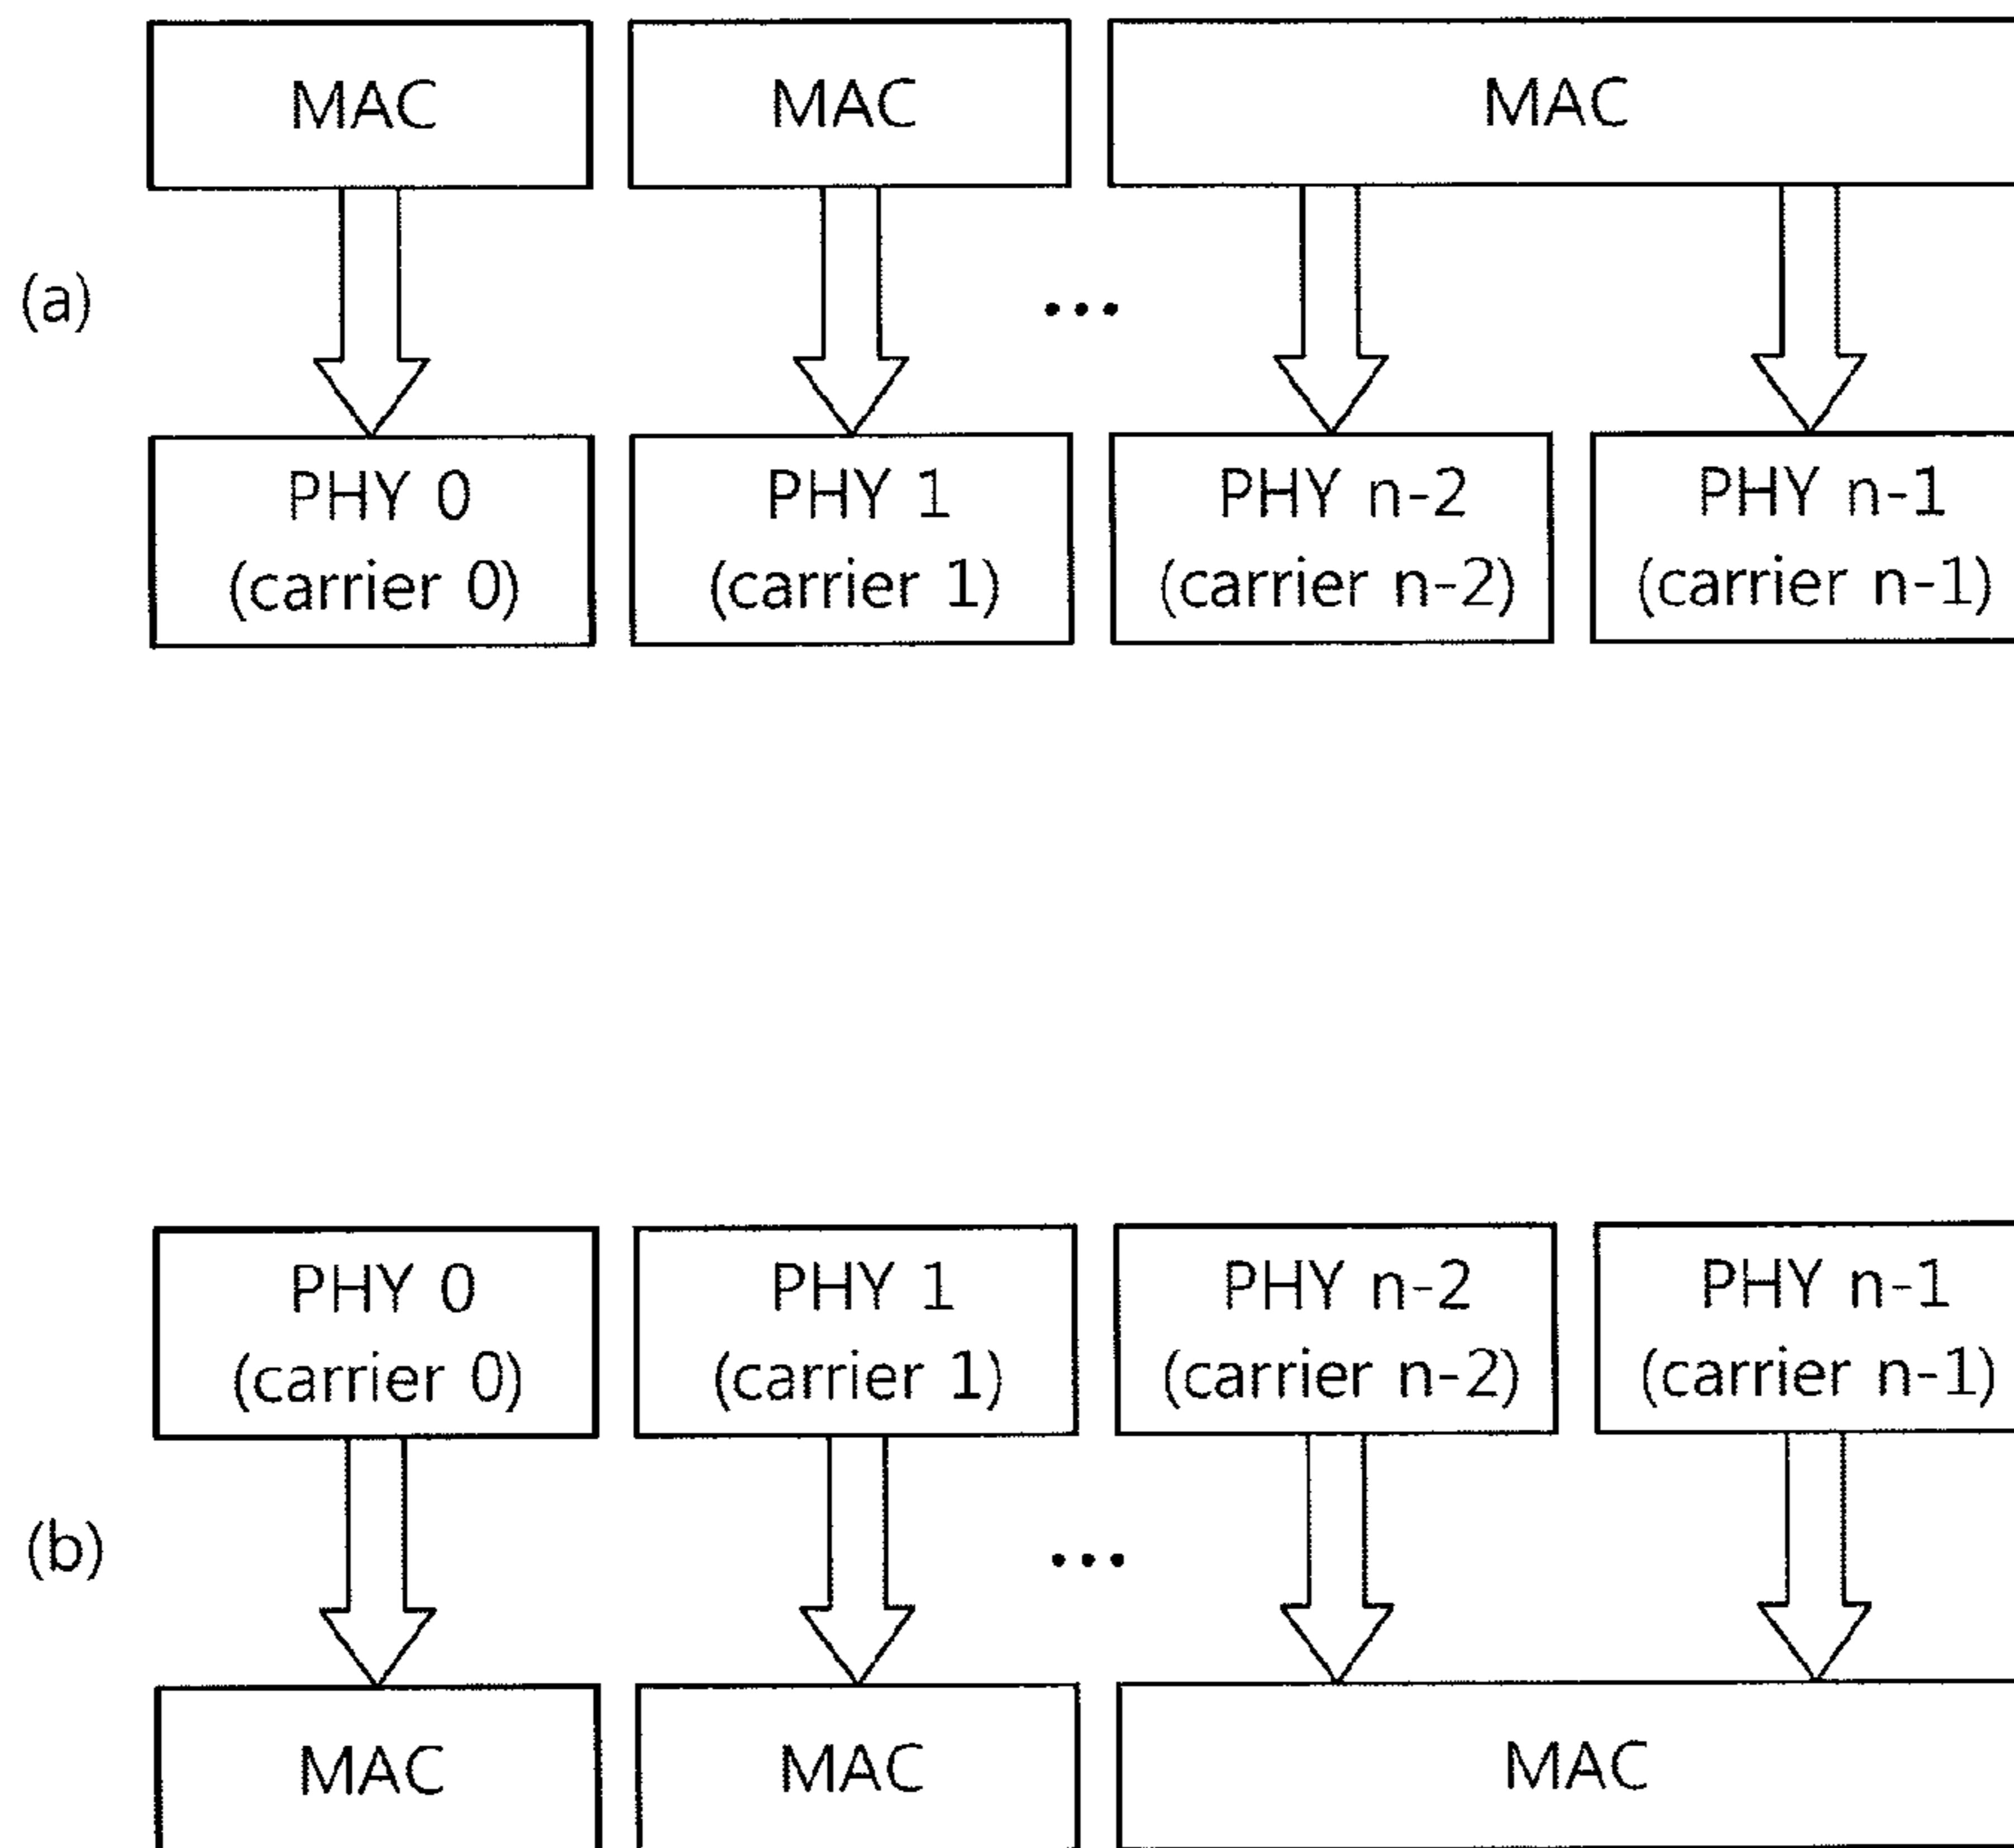 MAC MAC MAC
(a)
...
PHY 0 PHY 1 PHY n-2 PHY n-1
(carrier 0) (carrier 1) (carrier n-2) (carrier n-1)
PHY 0 PHY 1 PHY n-2 PHY n-1
(carrier 0) (carrier 1) (carrier n-2) (carrier n-1)
(b)
...
MAC MAC MAC